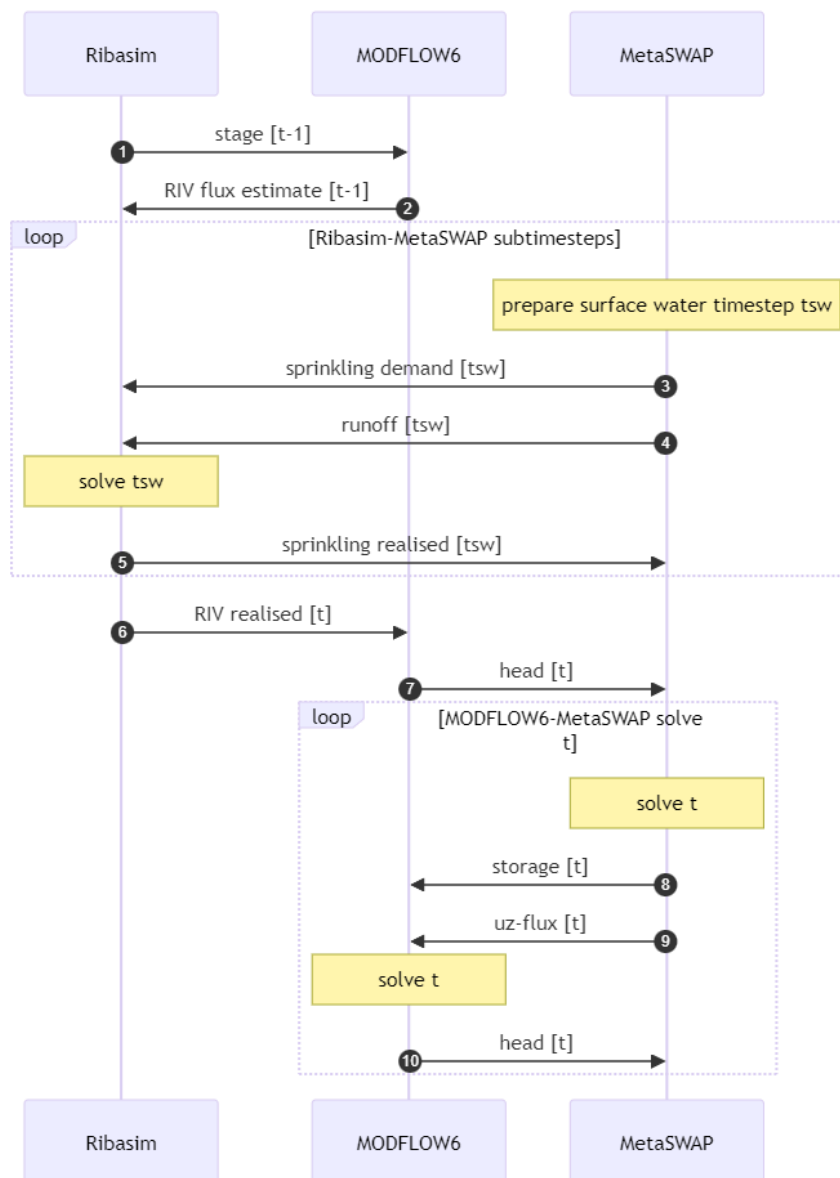 Ribasim
MODFLOW6
MetaSWAP
stage [t-1]
1
RIV flux estimate [t-1]
2
loop
[Ribasim-MetaSWAP subtimesteps]
prepare surface water timestep tsw
sprinkling demand [tsw]
3
runoff [tsw]
4
solve tsw
sprinkling realised [tsw]
5
RIV realised [t]
6
head [t]
7
loop
[MODFLOW6-MetaSWAP solve
t]
solve t
storage [t]
8
uz-flux [t]
9
solve t
head [t]
10
Ribasim
MODFLOW6
MetaSWAP